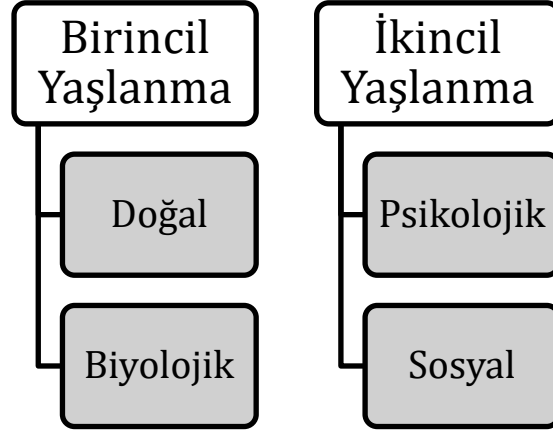 Birincil
Yaşlanma
Doğal
Biyolojik
İkincil
Yaşlanma
Psikolojik
Sosyal